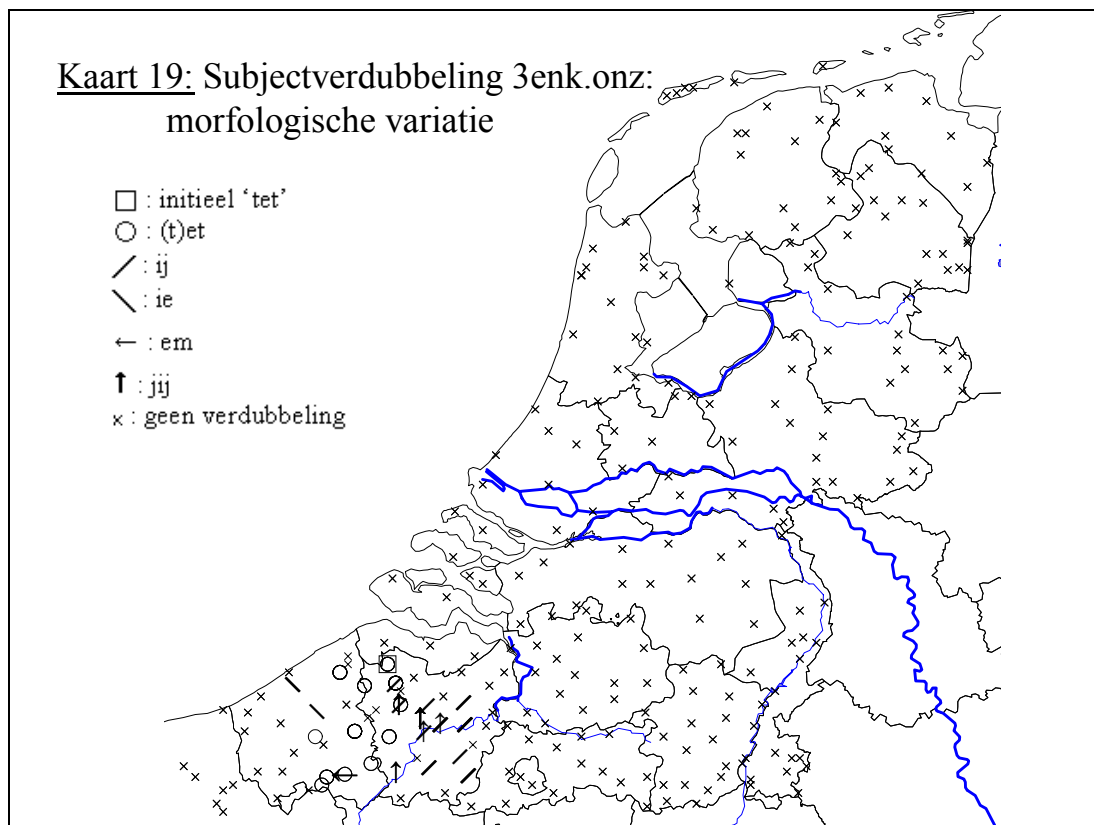 Kaart 19: Subjectverdubbeling 3enk.onz:
morfologische variatie
□ : initieel ‘tet’
○ : (t)et
/ : ij
\ : ie
← : em
↑ : jij
× : geen verdubbeling